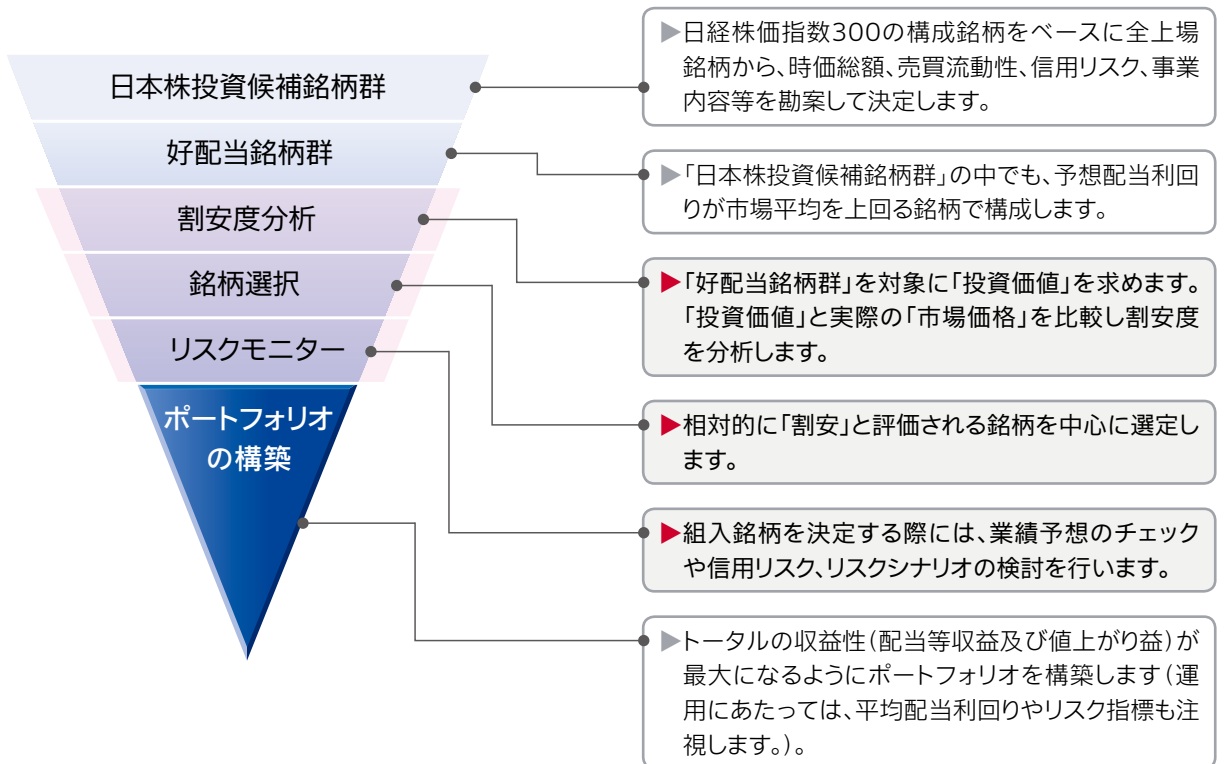 日本株投資候補銘柄群
▶日経株価指数300の構成銘柄をベースに全上場
銘柄から、時価総額、売買流動性、信用リスク、事業
内容等を勘案して決定します。
好配当銘柄群
▶「日本株投資候補銘柄群」の中でも、予想配当利回
りが市場平均を上回る銘柄で構成します。
割安度分析
▶「好配当銘柄群」を対象に「投資価値」を求めます。
「投資価値」と実際の「市場価格」を比較し割安度
を分析します。
銘柄選択
▶相対的に「割安」と評価される銘柄を中心に選定し
ます。
リスクモニター
▶組入銘柄を決定する際には、業績予想のチェック
や信用リスク、リスクシナリオの検討を行います。
ポートフォリオ
の構築
▶トータルの収益性(配当等収益及び値上がり益)が
最大になるようにポートフォリオを構築します(運
用にあたっては、平均配当利回りやリスク指標も注
視します。)。